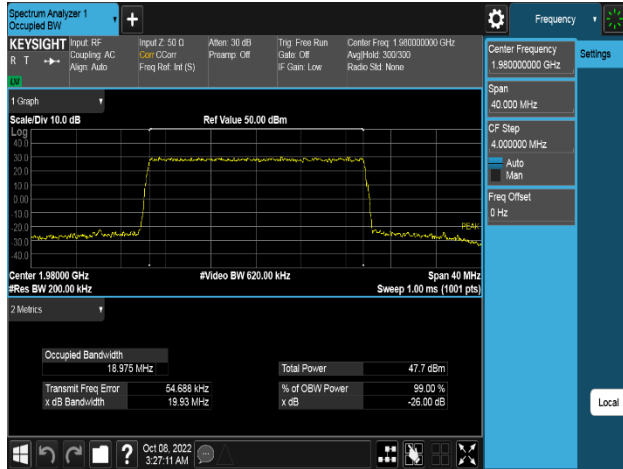 Spectrum Analyzer 1
Occupied BW
Frequency
KEYSIGHT
R T
Input: RF
Coupling: AC
Align: Auto
Input Z: 50 Ω
Corr CCorr
Freq Ref: Int (S)
Atten: 30 dB
Preamp: Off
Trig: Free Run
Gate: Off
IF Gain: Low
Center Freq: 1.980000000 GHz
Avg|Hold: 300/300
Radio Std: None
Center Frequency
1.980000000 GHz
Settings
Span
40.000 MHz
CF Step
4.000000 MHz
Auto
Man
Freq Offset
0 Hz
1 Graph
Scale/Div 10.0 dB
Ref Value 50.00 dBm
Log
40.0
30.0
20.0
10.0
0.00
-10.0
-20.0
-30.0
-40.0
PEAK
Center 1.98000 GHz
#Video BW 620.00 kHz
Span 40 MHz
#Res BW 200.00 kHz
Sweep 1.00 ms (1001 pts)
2 Metrics
Occupied Bandwidth
18.975 MHz
Total Power
47.7 dBm
Transmit Freq Error
54.688 kHz
% of OBW Power
99.00 %
x dB Bandwidth
19.93 MHz
x dB
-26.00 dB
Local
Oct 08, 2022
3:27:11 AM